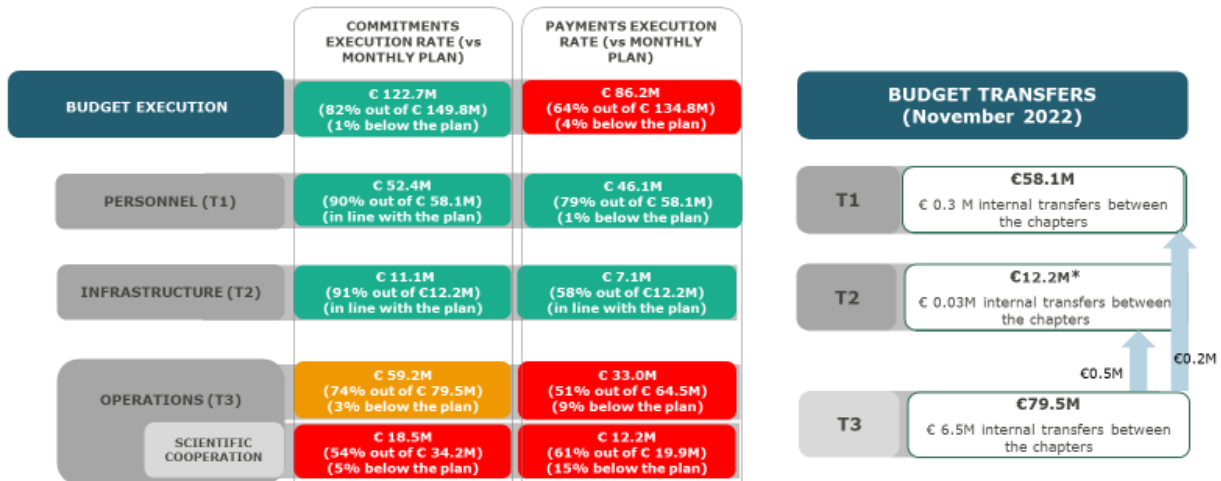 COMMITMENTS
EXECUTION RATE (vs
MONTHLY PLAN)
PAYMENTS EXECUTION
RATE (vs MONTHLY
PLAN)
BUDGET EXECUTION
€ 122.7M
(82% out of € 149.8M)
(1% below the plan)
€ 86.2M
(64% out of € 134.8M)
(4% below the plan)
PERSONNEL (T1)
€ 52.4M
(90% out of € 58.1M)
(in line with the plan)
€ 46.1M
(79% out of € 58.1M)
(1% below the plan)
INFRASTRUCTURE (T2)
€ 11.1M
(91% out of €12.2M)
(in line with the plan)
€ 7.1M
(58% out of €12.2M)
(in line with the plan)
OPERATIONS (T3)
€ 59.2M
(74% out of € 79.5M)
(3% below the plan)
€ 33.0M
(51% out of € 64.5M)
(9% below the plan)
SCIENTIFIC
COOPERATION
€ 18.5M
(54% out of € 34.2M)
(5% below the plan)
€ 12.2M
(61% out of € 19.9M)
(15% below the plan)
BUDGET TRANSFERS
(November 2022)
T1
€58.1M
€ 0.3 M internal transfers between
the chapters
T2
€12.2M*
€ 0.03M internal transfers between
the chapters
€0.5M
€0.2M
T3
€79.5M
€ 6.5M internal transfers between
the chapters